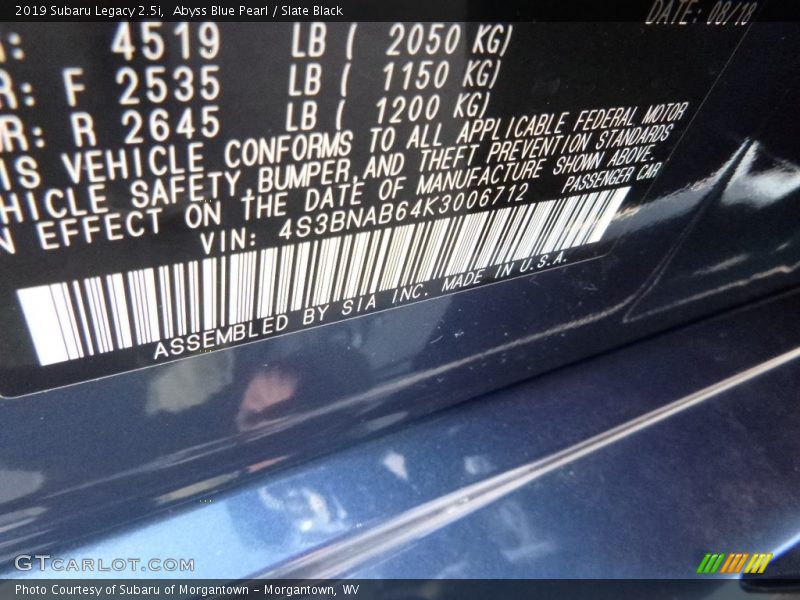 2019 Subaru Legacy 2.5i, Abyss Blue Pearl / Slate Black
DATE: 08/18
4519 LB ( 2050 KG)
F 2535 LB ( 1150 KG)
R 2645 LB ( 1200 KG)
VEHICLE CONFORMS TO ALL APPLICABLE FEDERAL MOTOR
SAFETY, BUMPER, AND THEFT PREVENTION STANDARDS
EFFECT ON THE DATE OF MANUFACTURE SHOWN ABOVE.
VIN: 4S3BNAB64K3006712 PASSENGER CAR
ASSEMBLED BY SIA INC. MADE IN U.S.A.
GTCARLOT.COM
Photo Courtesy of Subaru of Morgantown - Morgantown, WV